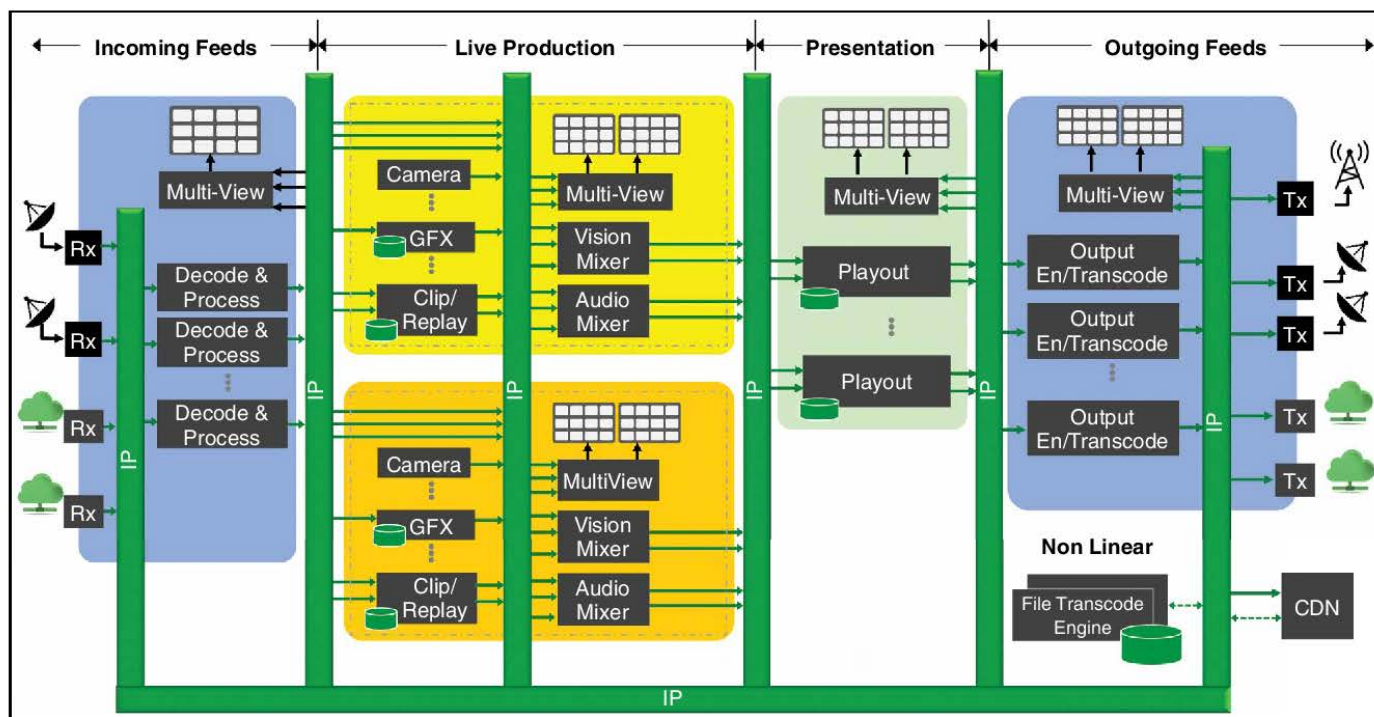 Incoming Feeds
Live Production
Presentation
Outgoing Feeds
Multi-View
Rx
Rx
Rx
Rx
IP
Decode &
Process
Decode &
Process
Decode &
Process
IP
Camera
GFX
Clip/
Replay
IP
Multi-View
Vision
Mixer
Audio
Mixer
Camera
GFX
Clip/
Replay
MultiView
Vision
Mixer
Audio
Mixer
IP
Multi-View
Playout
Playout
IP
Multi-View
Output
En/Transcode
Output
En/Transcode
Output
En/Transcode
IP
Tx
Tx
Tx
Tx
Tx
Non Linear
File Transcode
Engine
CDN
IP